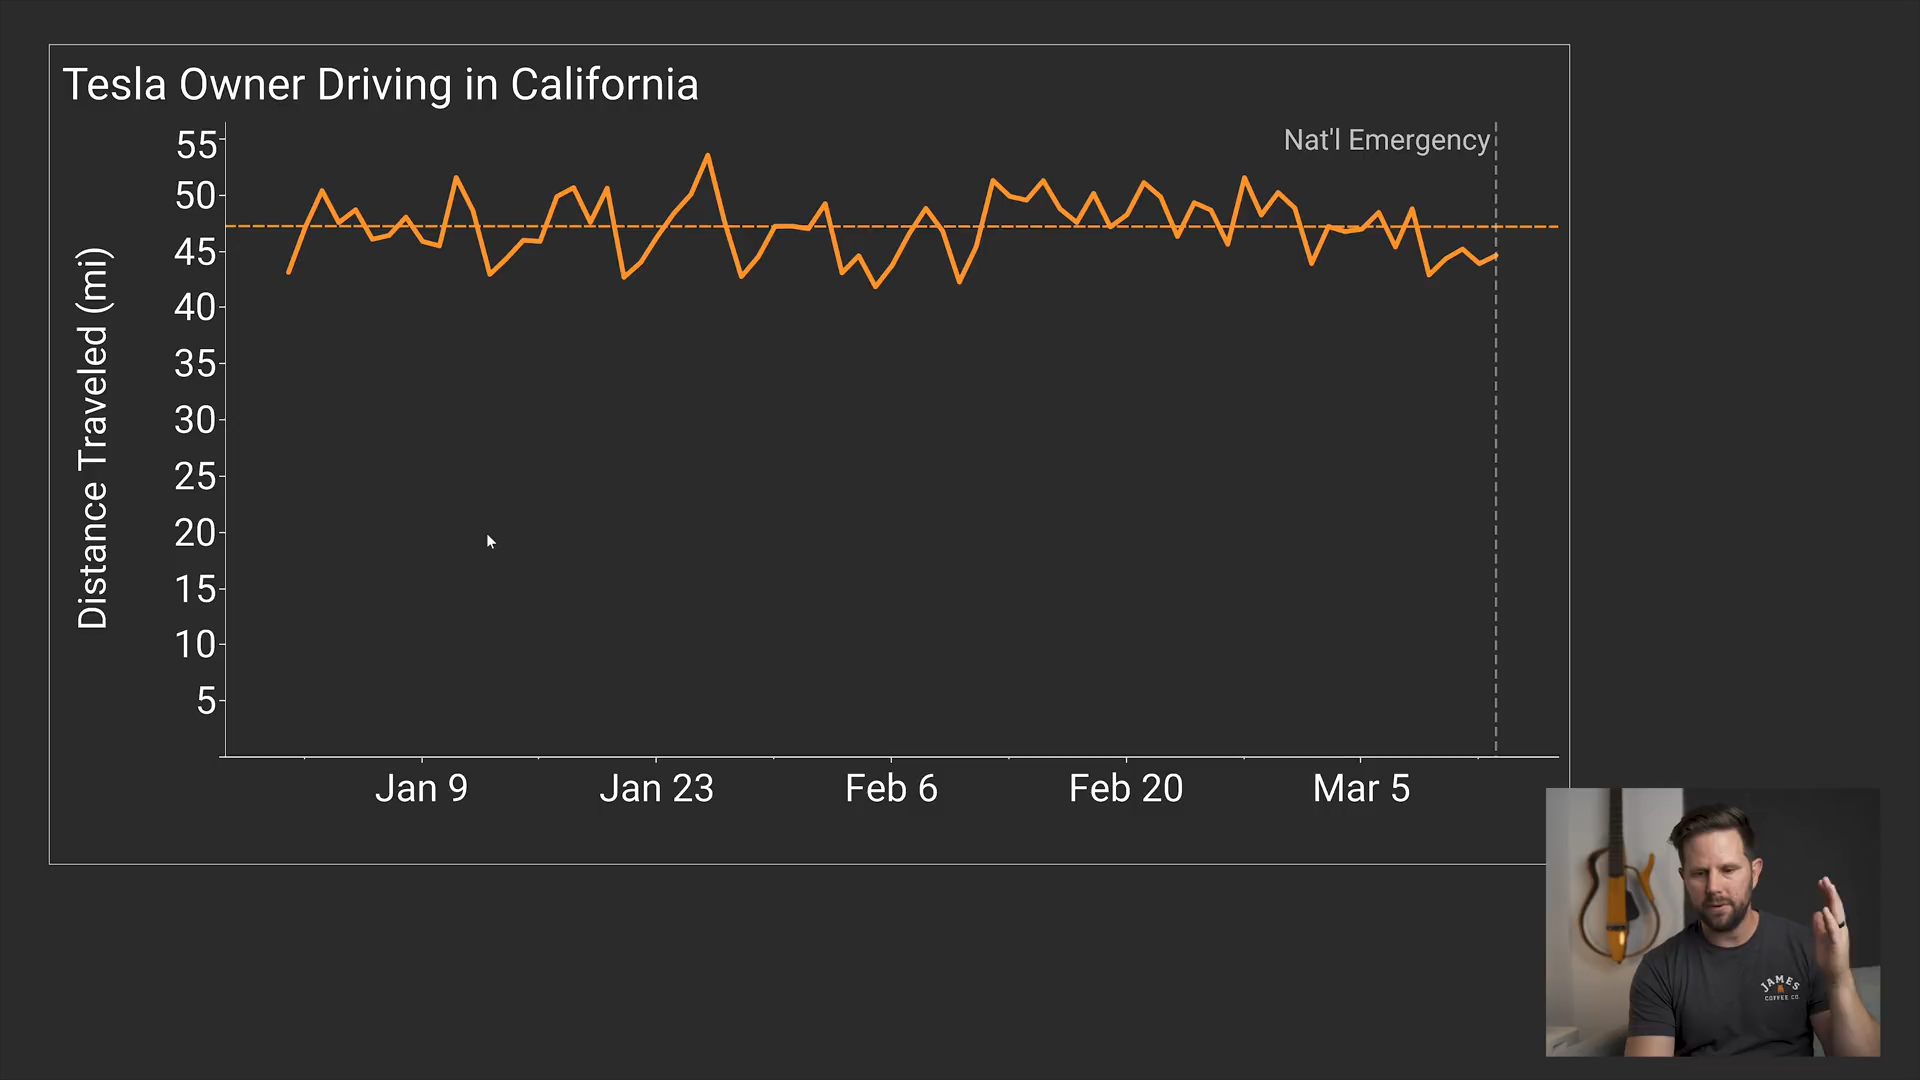 Tesla Owner Driving in California
Nat'l Emergency
Distance Traveled (mi)
55
50
45
40
35
30
25
20
15
10
5
Jan 9
Jan 23
Feb 6
Feb 20
Mar 5
JAMES
COFFEE CO.